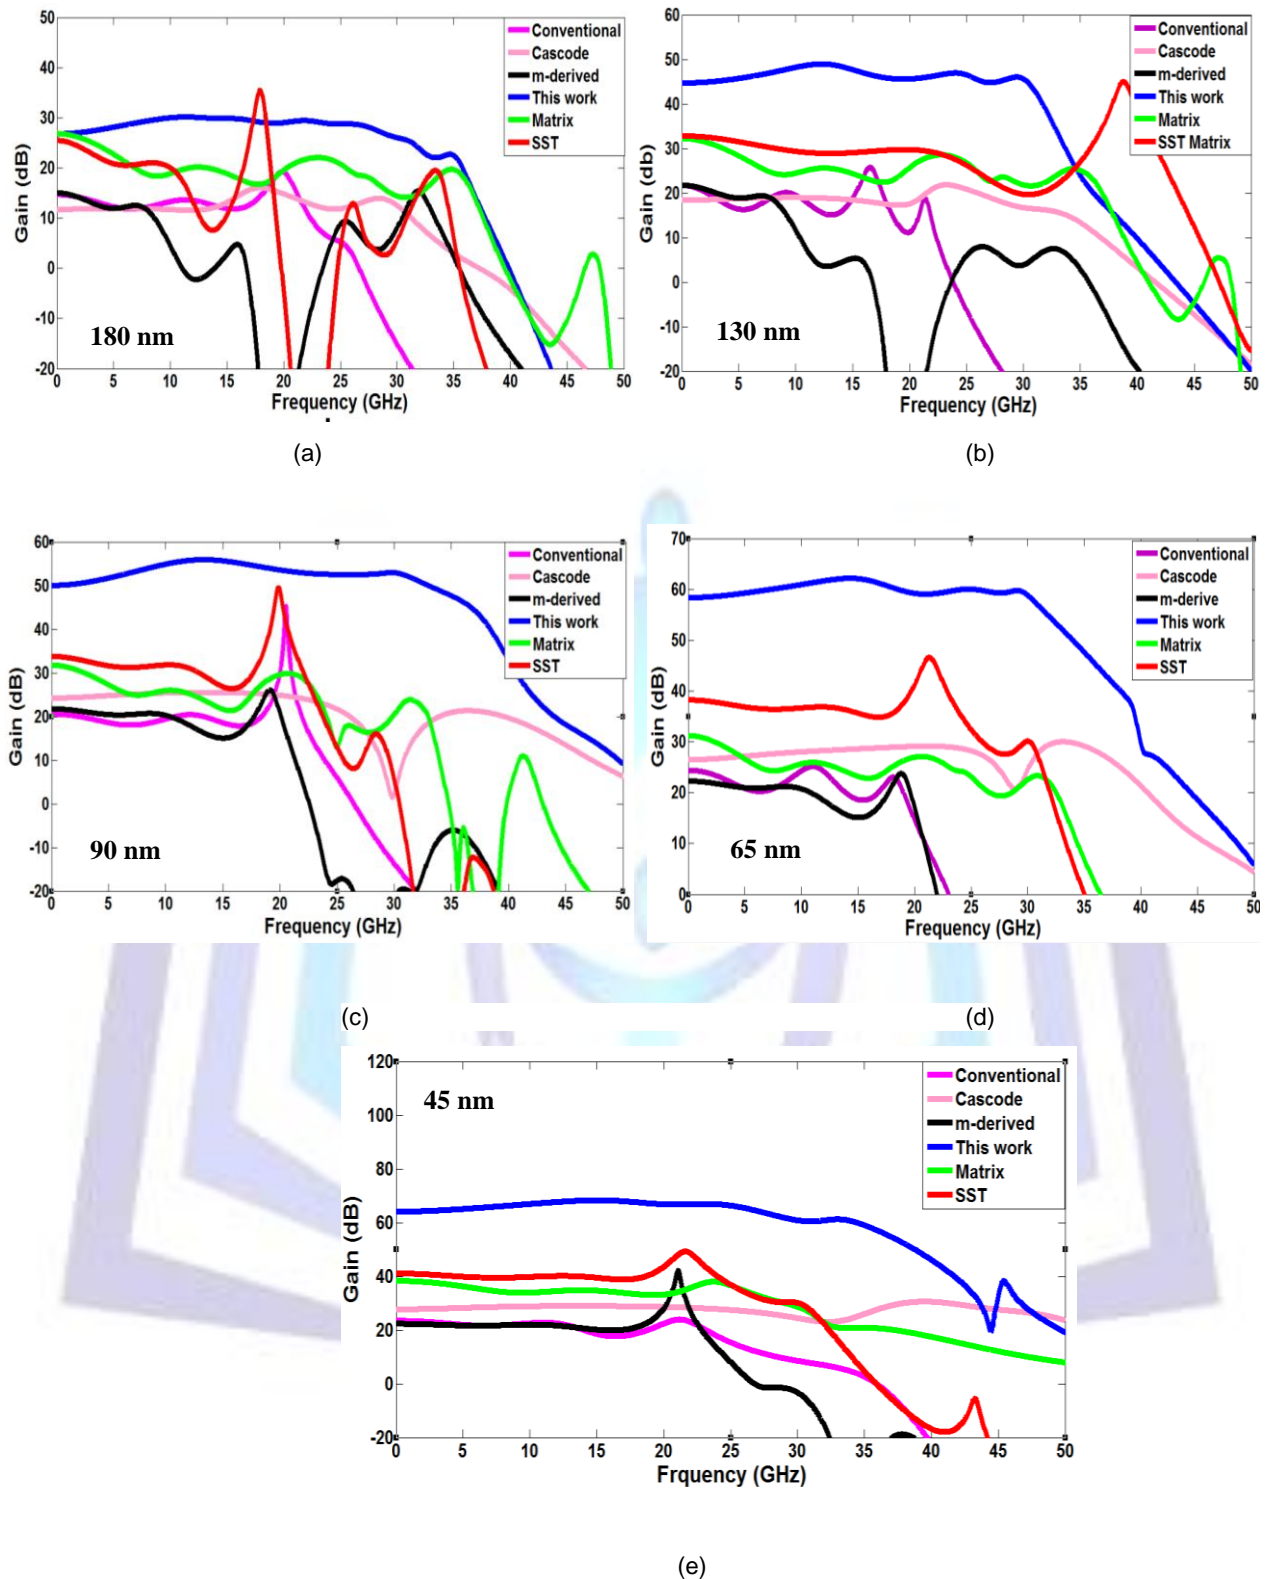 50
40
30
20
10
0
-10
-20
Gain (dB)
Conventional
Cascode
m-derived
This work
Matrix
SST
180 nm
0 5 10 15 20 25 30 35 40 45 50
Frequency (GHz)
(a)
60
50
40
30
20
10
0
-10
-20
Gain (db)
Conventional
Cascode
m-derived
This work
Matrix
SST Matrix
130 nm
0 5 10 15 20 25 30 35 40 45 50
Frequency (GHz)
(b)
60
50
40
30
20
10
0
-10
-20
Gain (dB)
Conventional
Cascode
m-derived
This work
Matrix
SST
90 nm
0 5 10 15 20 25 30 35 40 45 50
Frequency (GHz)
(c)
70
60
50
40
30
20
10
0
Gain (dB)
Conventional
Cascode
m-derive
This work
Matrix
SST
65 nm
0 5 10 15 20 25 30 35 40 45 50
Frequency (GHz)
(d)
120
100
80
60
40
20
0
-20
Gain (dB)
45 nm
Conventional
Cascode
m-derived
This work
Matrix
SST
0 5 10 15 20 25 30 35 40 45 50
Frquency (GHz)
(e)